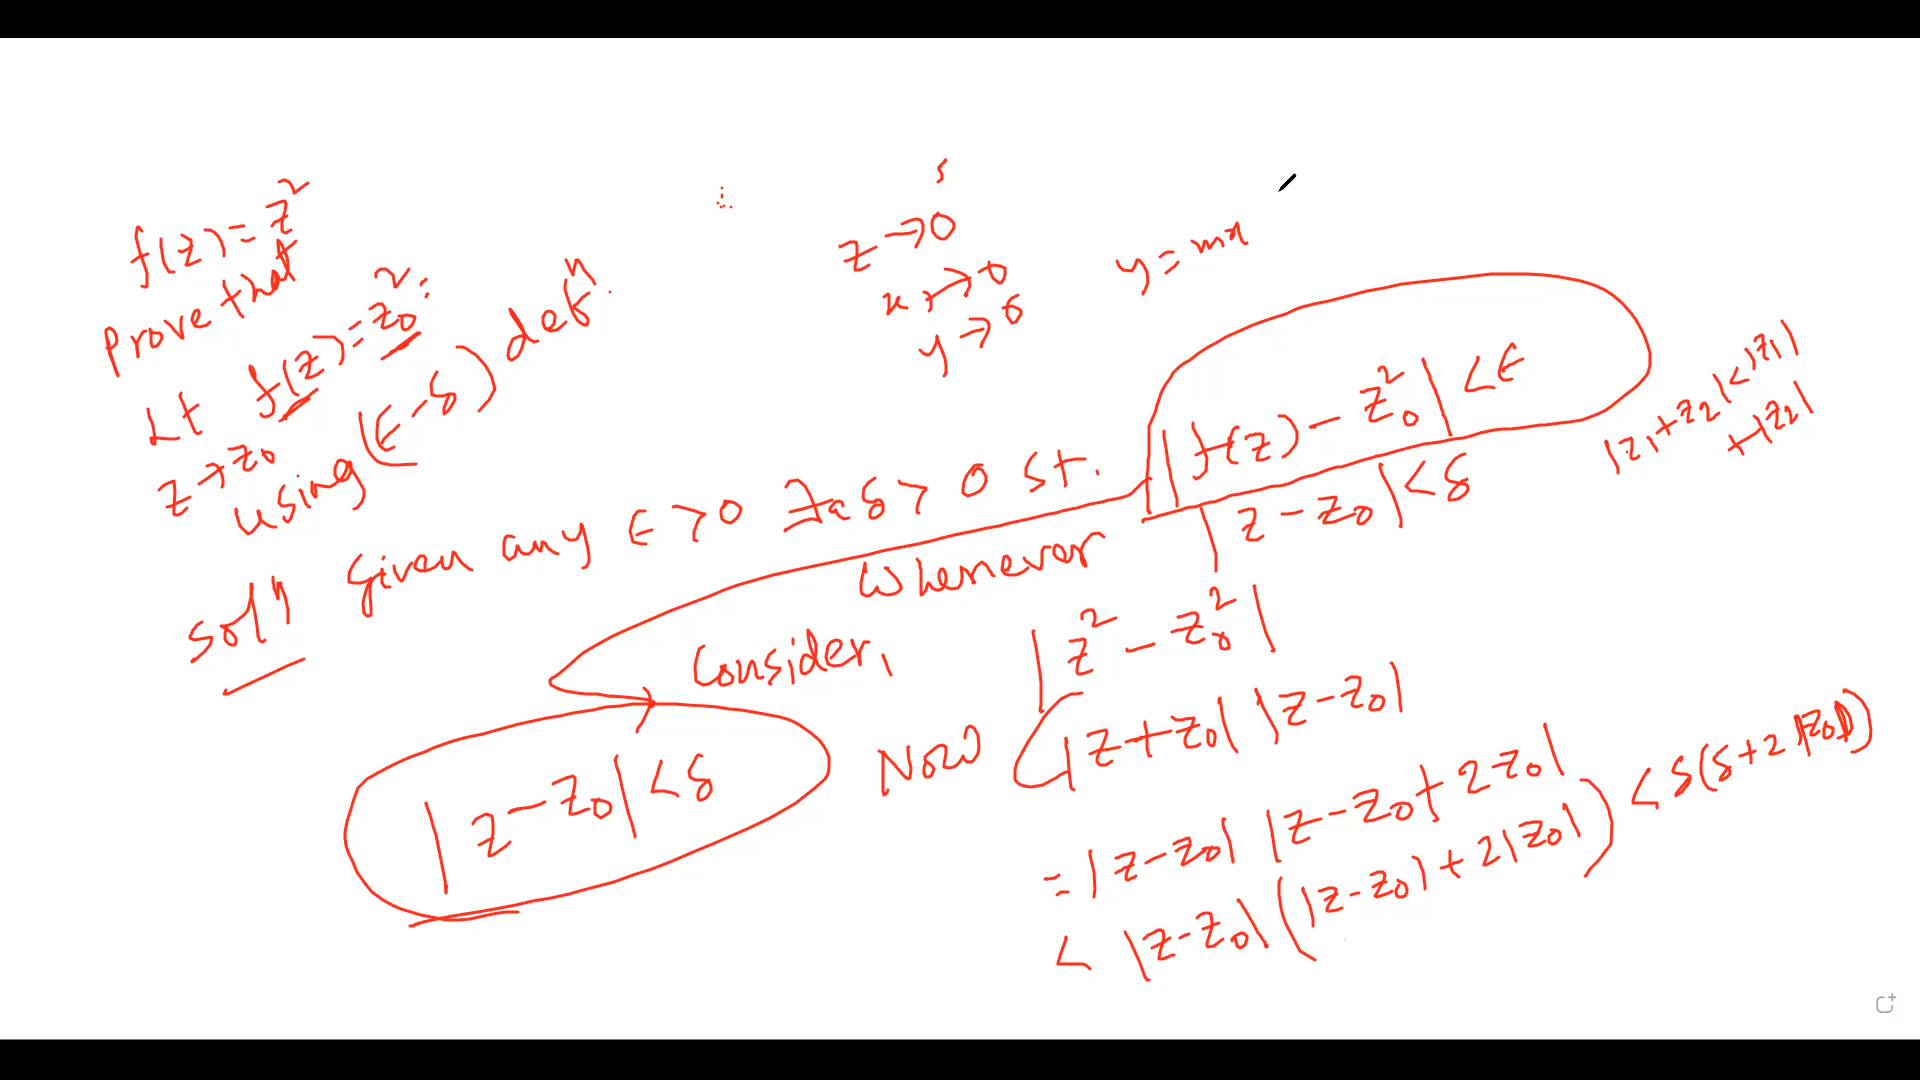 f(z) = z²
prove that
Lt f(z) = z₀² :
z → z₀
using (ε - δ) defⁿ.
z → 0
x → 0
y → 0
y = mx
solⁿ Given any ε > 0 ∃ a δ > 0 st. |f(z) - z₀²| < ε
whenever |z - z₀| < δ
|z₁ + z₂| < |z₁|
+ |z₂|
Consider, |z² - z₀²|
|z - z₀| < δ
Now |z + z₀| |z - z₀|
= |z - z₀| |z - z₀ + 2z₀|
< |z - z₀| (|z - z₀| + 2|z₀|) < δ(δ + 2|z₀|)